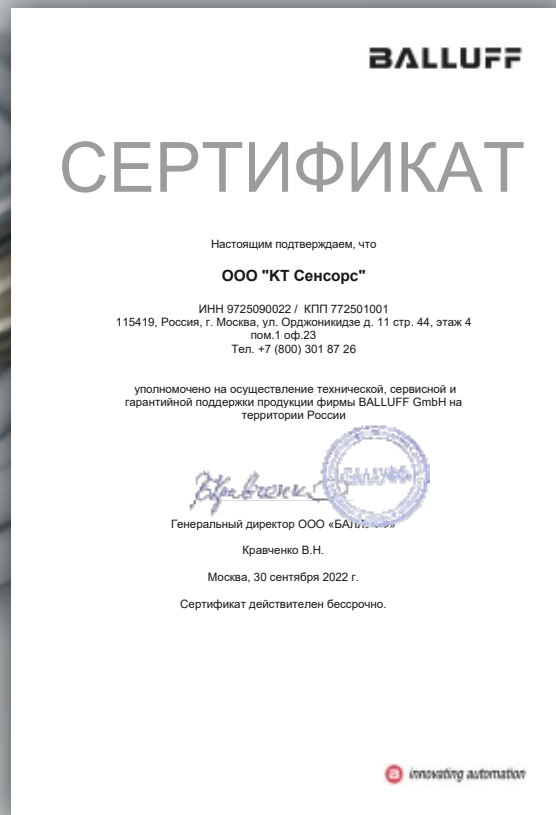 BALLUFF
СЕРТИФИКАТ
Настоящим подтверждаем, что
ООО "КТ Сенсорс"
ИНН 9725090022 / КПП 772501001
115419, Россия, г. Москва, ул. Орджоникидзе д. 11 стр. 44, этаж 4
пом.1 оф.23
Тел. +7 (800) 301 87 26
уполномочено на осуществление технической, сервисной и
гарантийной поддержки продукции фирмы BALLUFF GmbH на
территории России
БАЛЛУФФ
Генеральный директор ООО «БАЛЛУФФ»
Кравченко В.Н.
Москва, 30 сентября 2022 г.
Сертификат действителен бессрочно.
innovating automation